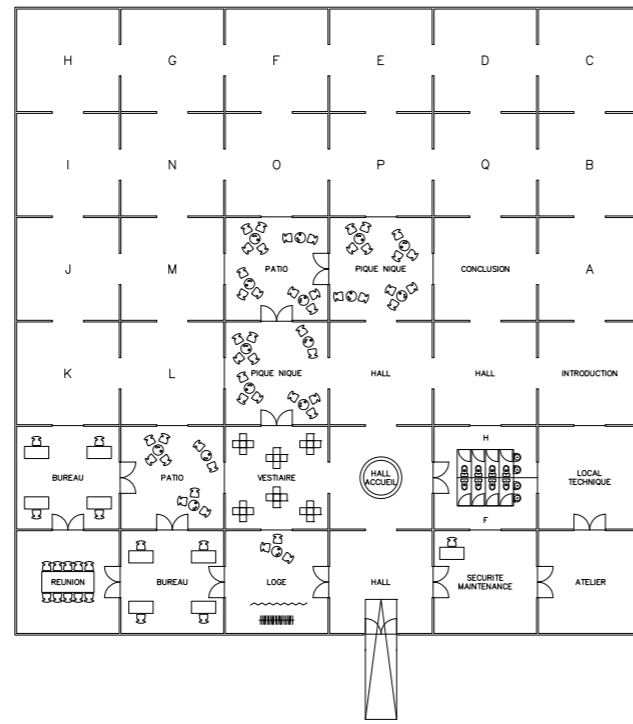 H
G
F
E
D
C
I
N
O
P
Q
B
J
M
PATIO
PIQUE NIQUE
CONCLUSION
A
K
L
PIQUE NIQUE
HALL
HALL
INTRODUCTION
BUREAU
PATIO
VESTIAIRE
HALL
ACCUEIL
H
F
LOCAL
TECHNIQUE
REUNION
BUREAU
LOGE
HALL
SECURITE
MAINTENANCE
ATELIER